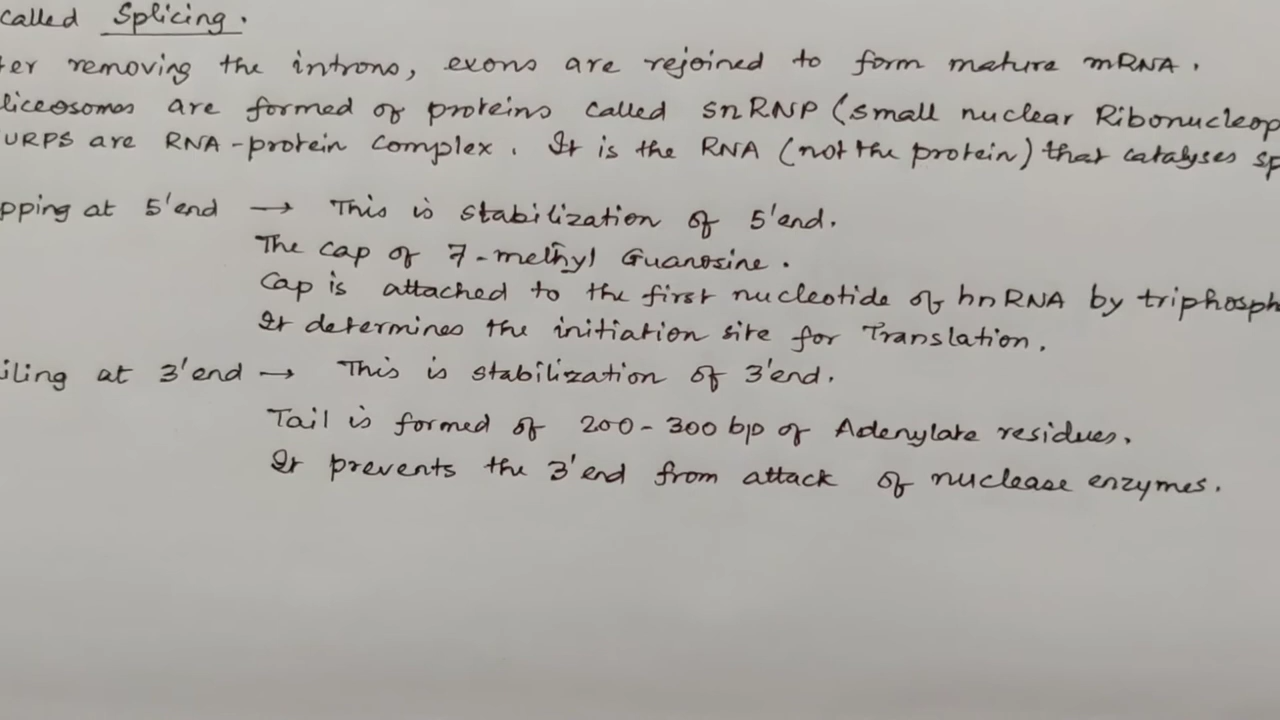 called Splicing.
ter removing the introns, exons are rejoined to form mature mRNA.
liceosomes are formed of proteins called snRNP (small nuclear Ribonucleop
URPS are RNA-protein complex. It is the RNA (not the protein) that catalyses sp
pping at 5'end → This is stabilization of 5'end.
The cap of 7-methyl Guanosine.
Cap is attached to the first nucleotide of hnRNA by triphosph
It determines the initiation site for Translation.
iling at 3'end → This is stabilization of 3'end.
Tail is formed of 200-300 bp of Adenylate residues.
It prevents the 3'end from attack of nuclease enzymes.